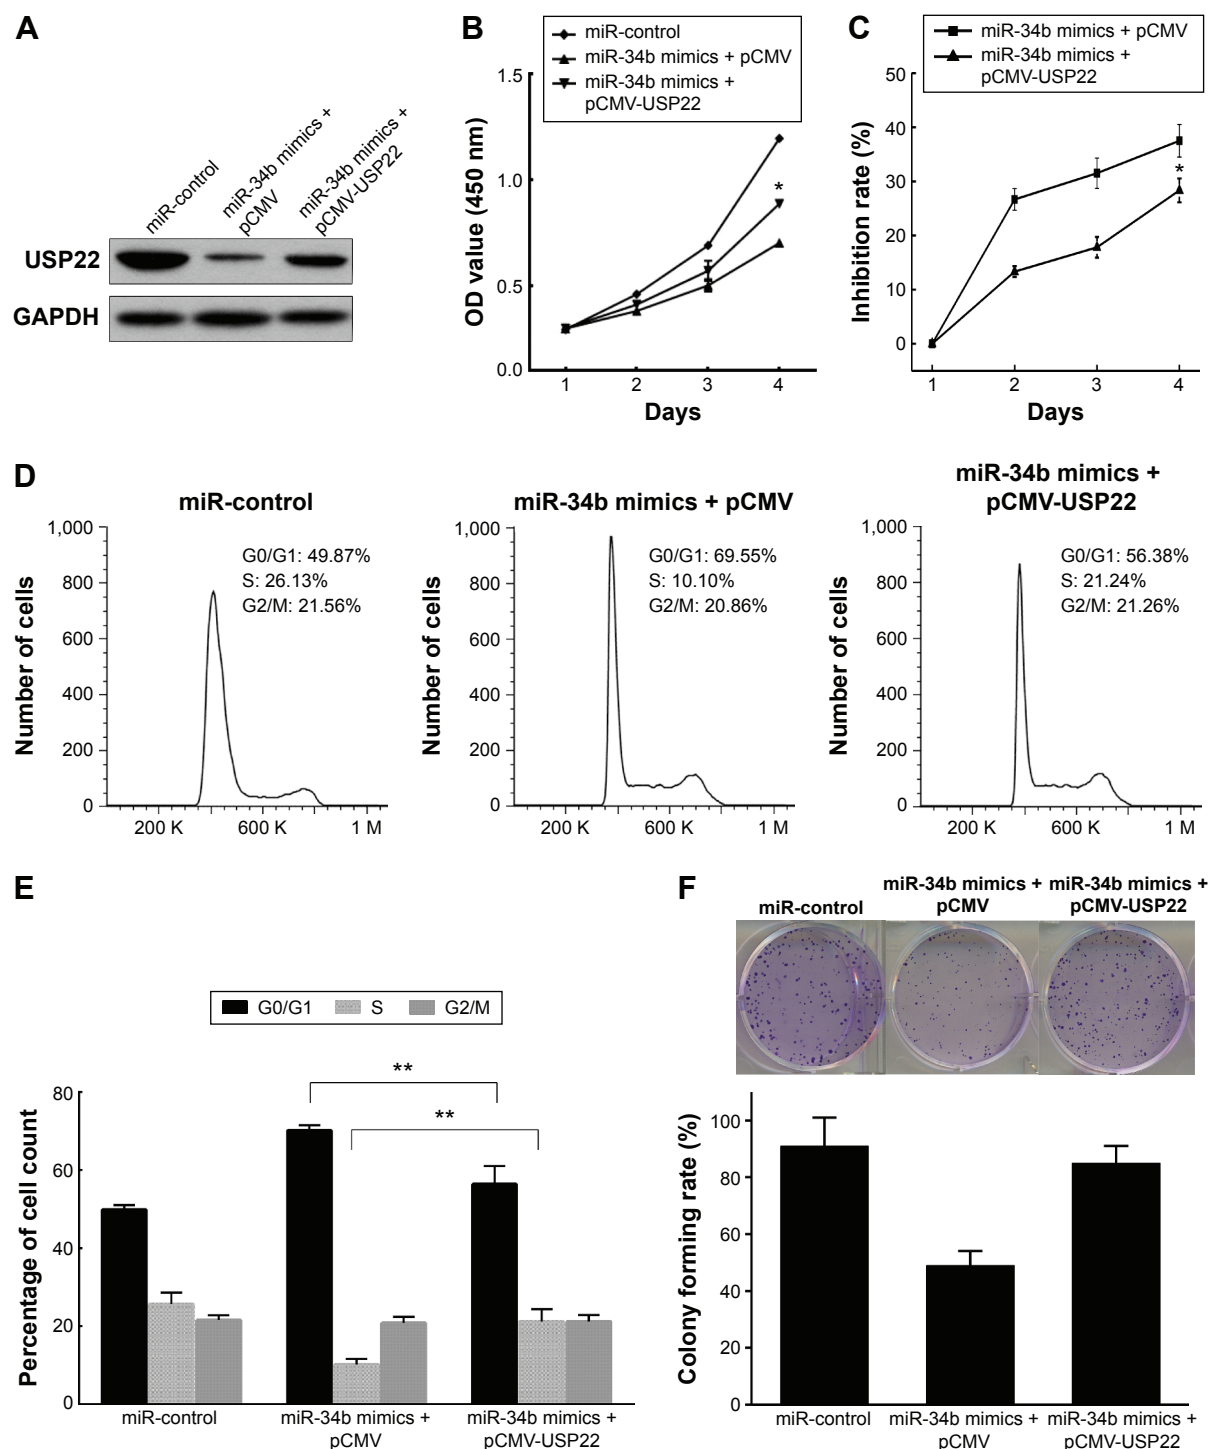 A
miR-control
miR-34b mimics +
pCMV
miR-34b mimics +
pCMV-USP22
USP22
GAPDH
B
miR-control
miR-34b mimics + pCMV
miR-34b mimics +
pCMV-USP22
OD value (450 nm)
1.5
1.0
0.5
0.0
*
1 2 3 4
Days
C
miR-34b mimics + pCMV
miR-34b mimics +
pCMV-USP22
Inhibition rate (%)
50
40
30
20
10
0
*
1 2 3 4
Days
D
miR-control
Number of cells
1,000
800
600
400
200
0
G0/G1: 49.87%
S: 26.13%
G2/M: 21.56%
200 K 600 K 1 M
miR-34b mimics + pCMV
Number of cells
1,000
800
600
400
200
0
G0/G1: 69.55%
S: 10.10%
G2/M: 20.86%
200 K 600 K 1 M
miR-34b mimics +
pCMV-USP22
Number of cells
1,000
800
600
400
200
0
G0/G1: 56.38%
S: 21.24%
G2/M: 21.26%
200 K 600 K 1 M
E
G0/G1 S G2/M
Percentage of cell count
80
60
40
20
0
**
**
miR-control
miR-34b mimics +
pCMV
miR-34b mimics +
pCMV-USP22
F
miR-control
miR-34b mimics +
pCMV
miR-34b mimics +
pCMV-USP22
Colony forming rate (%)
100
80
60
40
20
0
miR-control
miR-34b mimics +
pCMV
miR-34b mimics +
pCMV-USP22